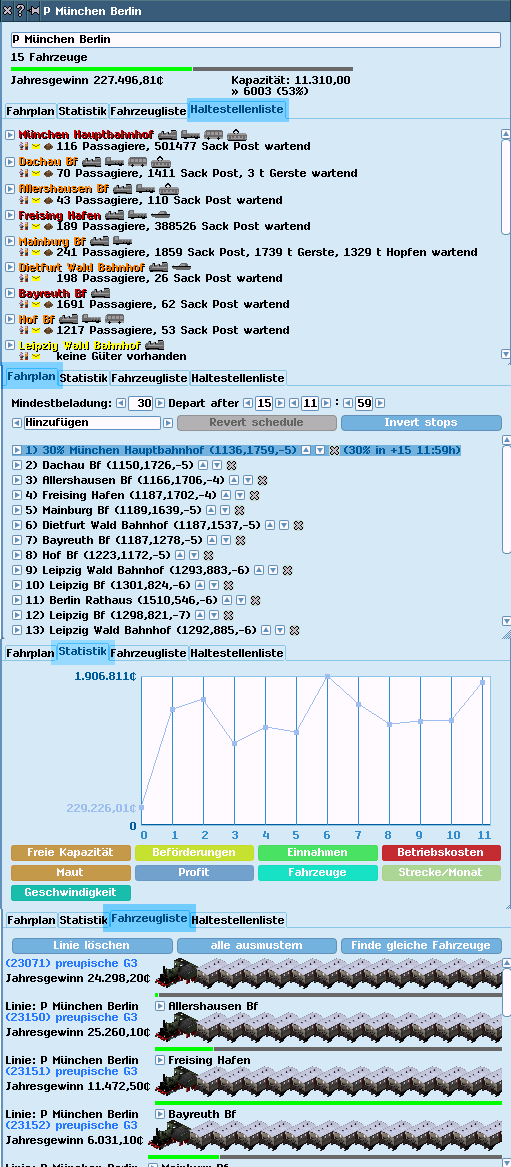 P München Berlin
P München Berlin
15 Fahrzeuge
Jahresgewinn 227.496,81¢ Kapazität: 11.310,00
» 6003 (53%)
Fahrplan Statistik Fahrzeugliste Haltestellenliste
München Hauptbahnhof
116 Passagiere, 501477 Sack Post wartend
Dachau Bf
70 Passagiere, 1411 Sack Post, 3 t Gerste wartend
Allershausen Bf
43 Passagiere, 110 Sack Post wartend
Freising Hafen
189 Passagiere, 388526 Sack Post wartend
Mainburg Bf
241 Passagiere, 1859 Sack Post, 1739 t Gerste, 1329 t Hopfen wartend
Dietfurt Wald Bahnhof
198 Passagiere, 26 Sack Post wartend
Bayreuth Bf
1691 Passagiere, 62 Sack Post wartend
Hof Bf
1217 Passagiere, 53 Sack Post wartend
Leipzig Wald Bahnhof
keine Güter vorhanden
Fahrplan Statistik Fahrzeugliste Haltestellenliste
Mindestbeladung: 30 Depart after 15 11 : 59
Hinzufügen Revert schedule Invert stops
1) 30% München Hauptbahnhof (1136,1759,-5) (30% in +15 11:59h)
2) Dachau Bf (1150,1726,-5)
3) Allershausen Bf (1166,1706,-4)
4) Freising Hafen (1187,1702,-4)
5) Mainburg Bf (1189,1639,-5)
6) Dietfurt Wald Bahnhof (1187,1537,-5)
7) Bayreuth Bf (1187,1278,-5)
8) Hof Bf (1223,1172,-5)
9) Leipzig Wald Bahnhof (1293,883,-6)
10) Leipzig Bf (1301,824,-6)
11) Berlin Rathaus (1510,546,-6)
12) Leipzig Bf (1298,821,-7)
13) Leipzig Wald Bahnhof (1292,885,-6)
Fahrplan Statistik Fahrzeugliste Haltestellenliste
1.906.811¢
229.226,01¢
0
0 1 2 3 4 5 6 7 8 9 10 11
Freie Kapazität Beförderungen Einnahmen Betriebskosten
Maut Profit Fahrzeuge Strecke/Monat
Geschwindigkeit
Fahrplan Statistik Fahrzeugliste Haltestellenliste
Linie löschen alle ausmustern Finde gleiche Fahrzeuge
(23071) preußische G3
Jahresgewinn 24.298,20¢
Linie: P München Berlin Allershausen Bf
(23150) preußische G3
Jahresgewinn 25.260,10¢
Linie: P München Berlin Freising Hafen
(23151) preußische G3
Jahresgewinn 11.472,50¢
Linie: P München Berlin Bayreuth Bf
(23152) preußische G3
Jahresgewinn 6.031,10¢
Linie: P München Berlin Mainburg Bf